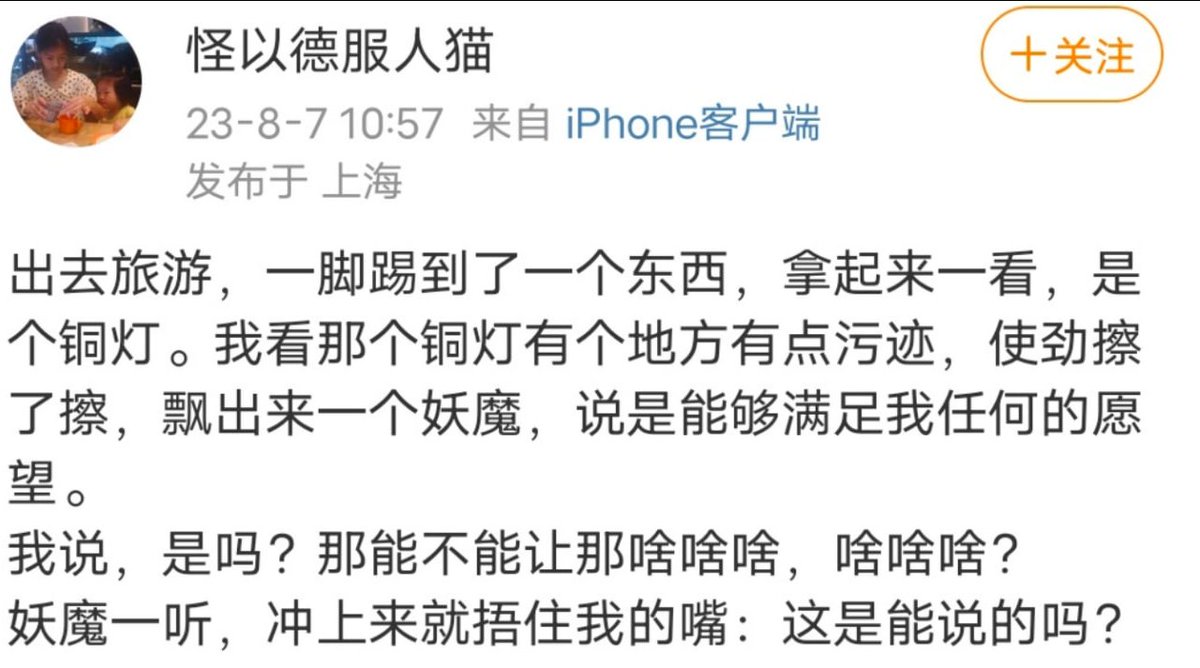 怪以德服人猫
＋关注
23-8-7 10:57 来自 iPhone客户端
发布于 上海
出去旅游，一脚踢到了一个东西，拿起来一看，是
个铜灯。我看那个铜灯有个地方有点污迹，使劲擦
了擦，飘出来一个妖魔，说是能够满足我任何的愿
望。
我说，是吗？那能不能让那啥啥啥，啥啥啥？
妖魔一听，冲上来就捂住我的嘴：这是能说的吗？